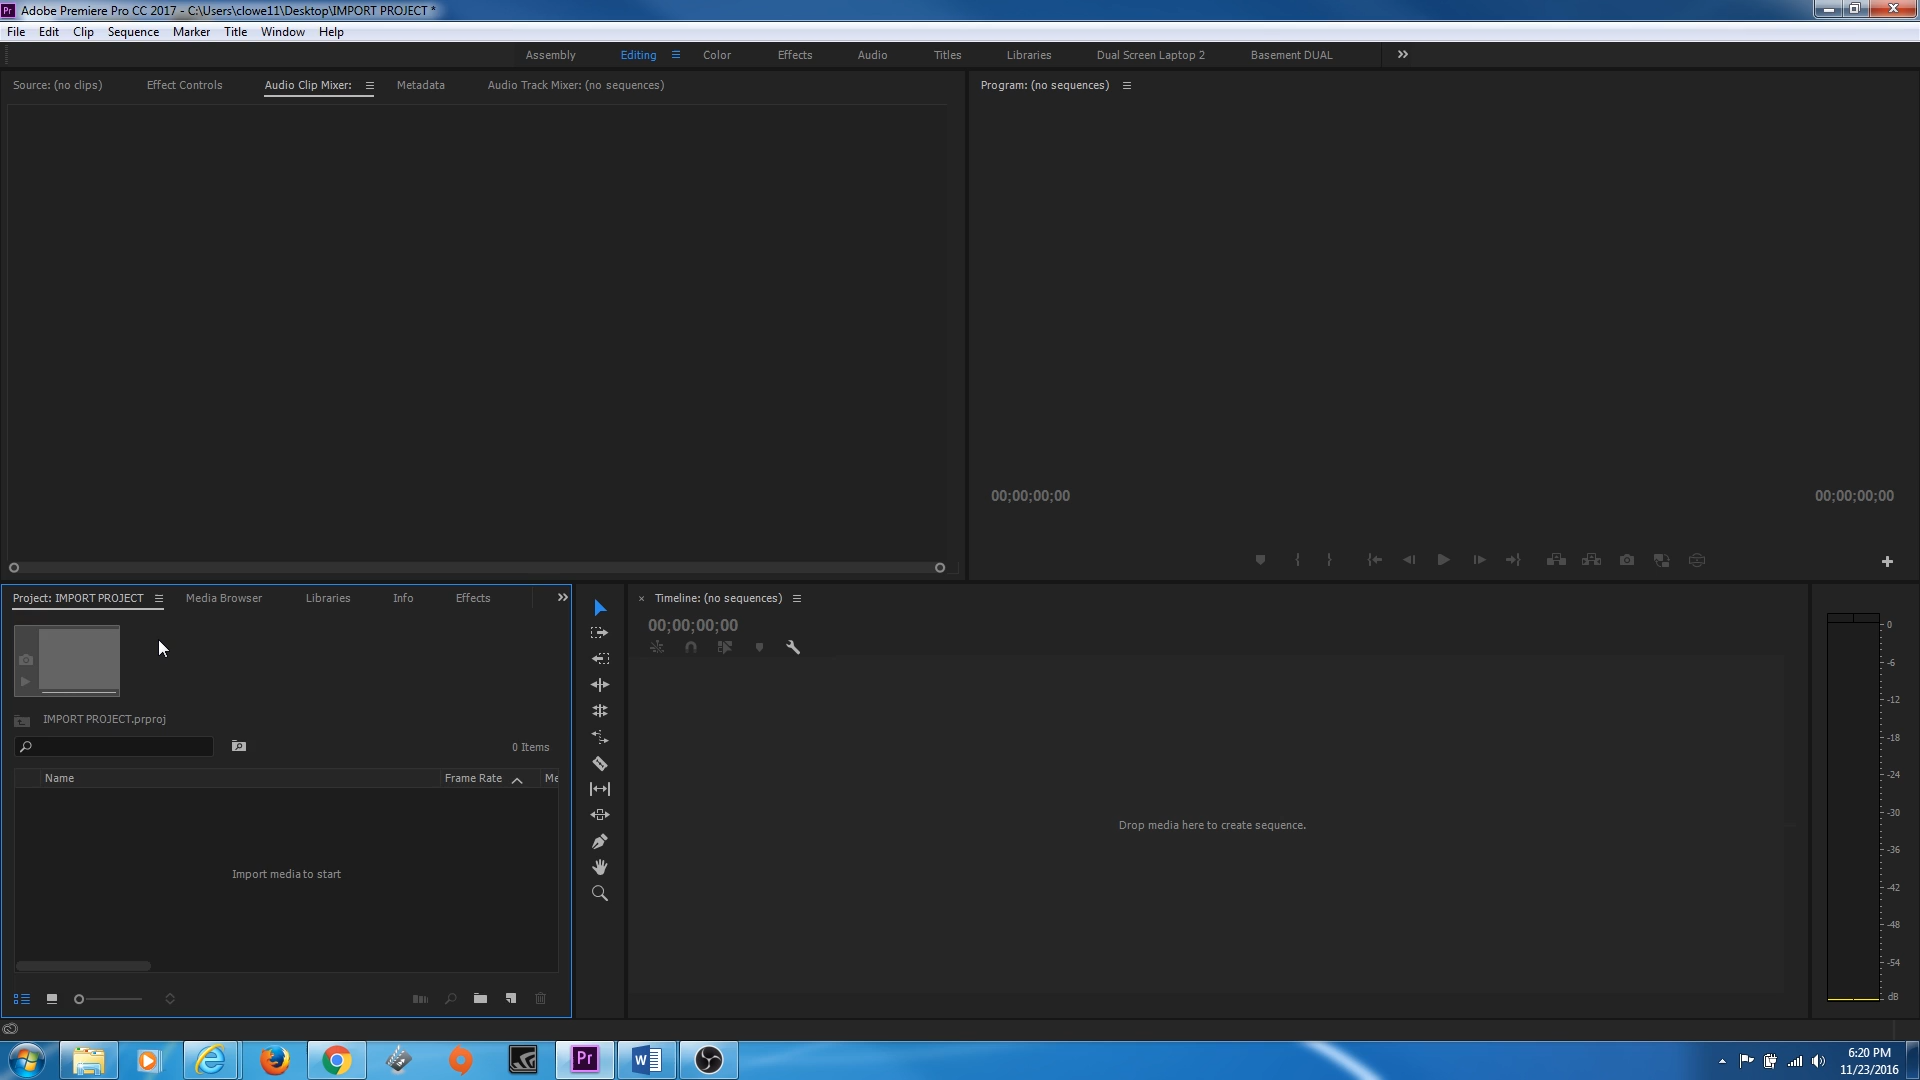 Pr Adobe Premiere Pro CC 2017 - C:\Users\clowe11\Desktop\IMPORT PROJECT *
File Edit Clip Sequence Marker Title Window Help
Assembly Editing Color Effects Audio Titles Libraries Dual Screen Laptop 2 Basement DUAL
Source: (no clips) Effect Controls Audio Clip Mixer: Metadata Audio Track Mixer: (no sequences)
Program: (no sequences)
00;00;00;00 00;00;00;00
Project: IMPORT PROJECT Media Browser Libraries Info Effects
IMPORT PROJECT.prproj
0 Items
Name Frame Rate Me
Import media to start
Timeline: (no sequences)
00;00;00;00
Drop media here to create sequence.
0
-6
-12
-18
-24
-30
-36
-42
-48
-54
dB
Pr
W
6:20 PM
11/23/2016